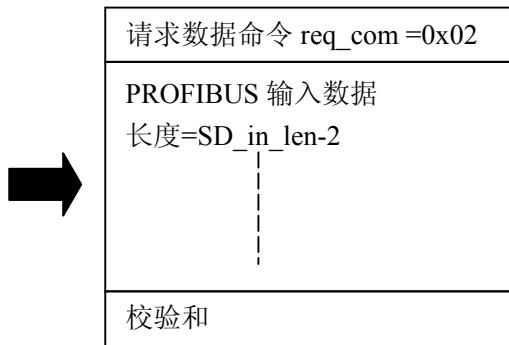 请求数据命令 req_com =0x02
PROFIBUS 输入数据
长度=SD_in_len-2
校验和